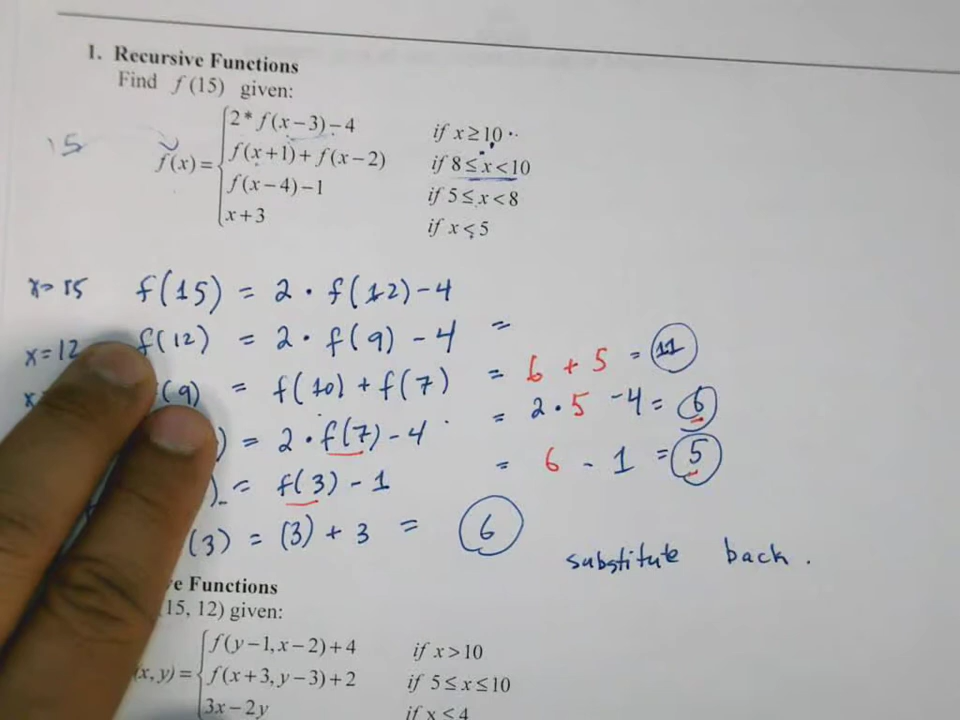 1. Recursive Functions
Find f(15) given:
15
f(x)= { 2* f(x−3)−4 if x≥10
f(x+1)+f(x−2) if 8≤x<10
f(x−4)−1 if 5≤x<8
x+3 if x<5
x=15 f(15) = 2 · f(12) −4
x=12 f(12) = 2 · f(9) − 4 =
(9) = f(10) + f(7) = 6 + 5 = 11
) = 2 · f(7) − 4 = 2 · 5 −4 = 6
) = f(3) − 1 = 6 − 1 = 5
(3) = (3) + 3 = 6
substitute back.
e Functions
15, 12) given:
(x, y)= { f(y−1,x−2)+4 if x>10
f(x+3,y−3)+2 if 5≤x≤10
3x−2y if x<4